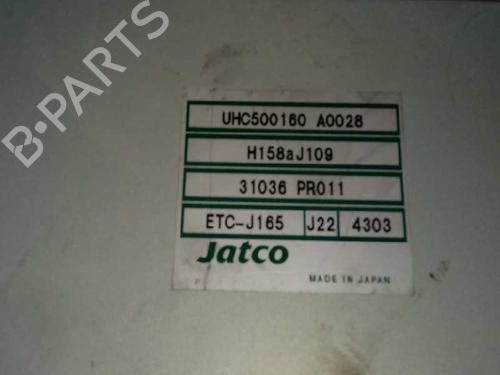 B-PARTS
UHC500160 A0028
H158aJ109
31036 PR011
ETC-J165 J22 4303
Jatco
MADE IN JAPAN